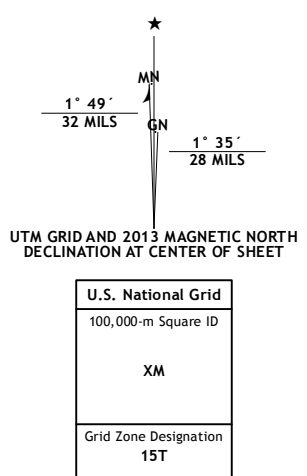 ★
MN
GN
1° 49´
32 MILS
1° 35´
28 MILS
UTM GRID AND 2013 MAGNETIC NORTH
DECLINATION AT CENTER OF SHEET
U.S. National Grid
100,000-m Square ID
XM
Grid Zone Designation
15T